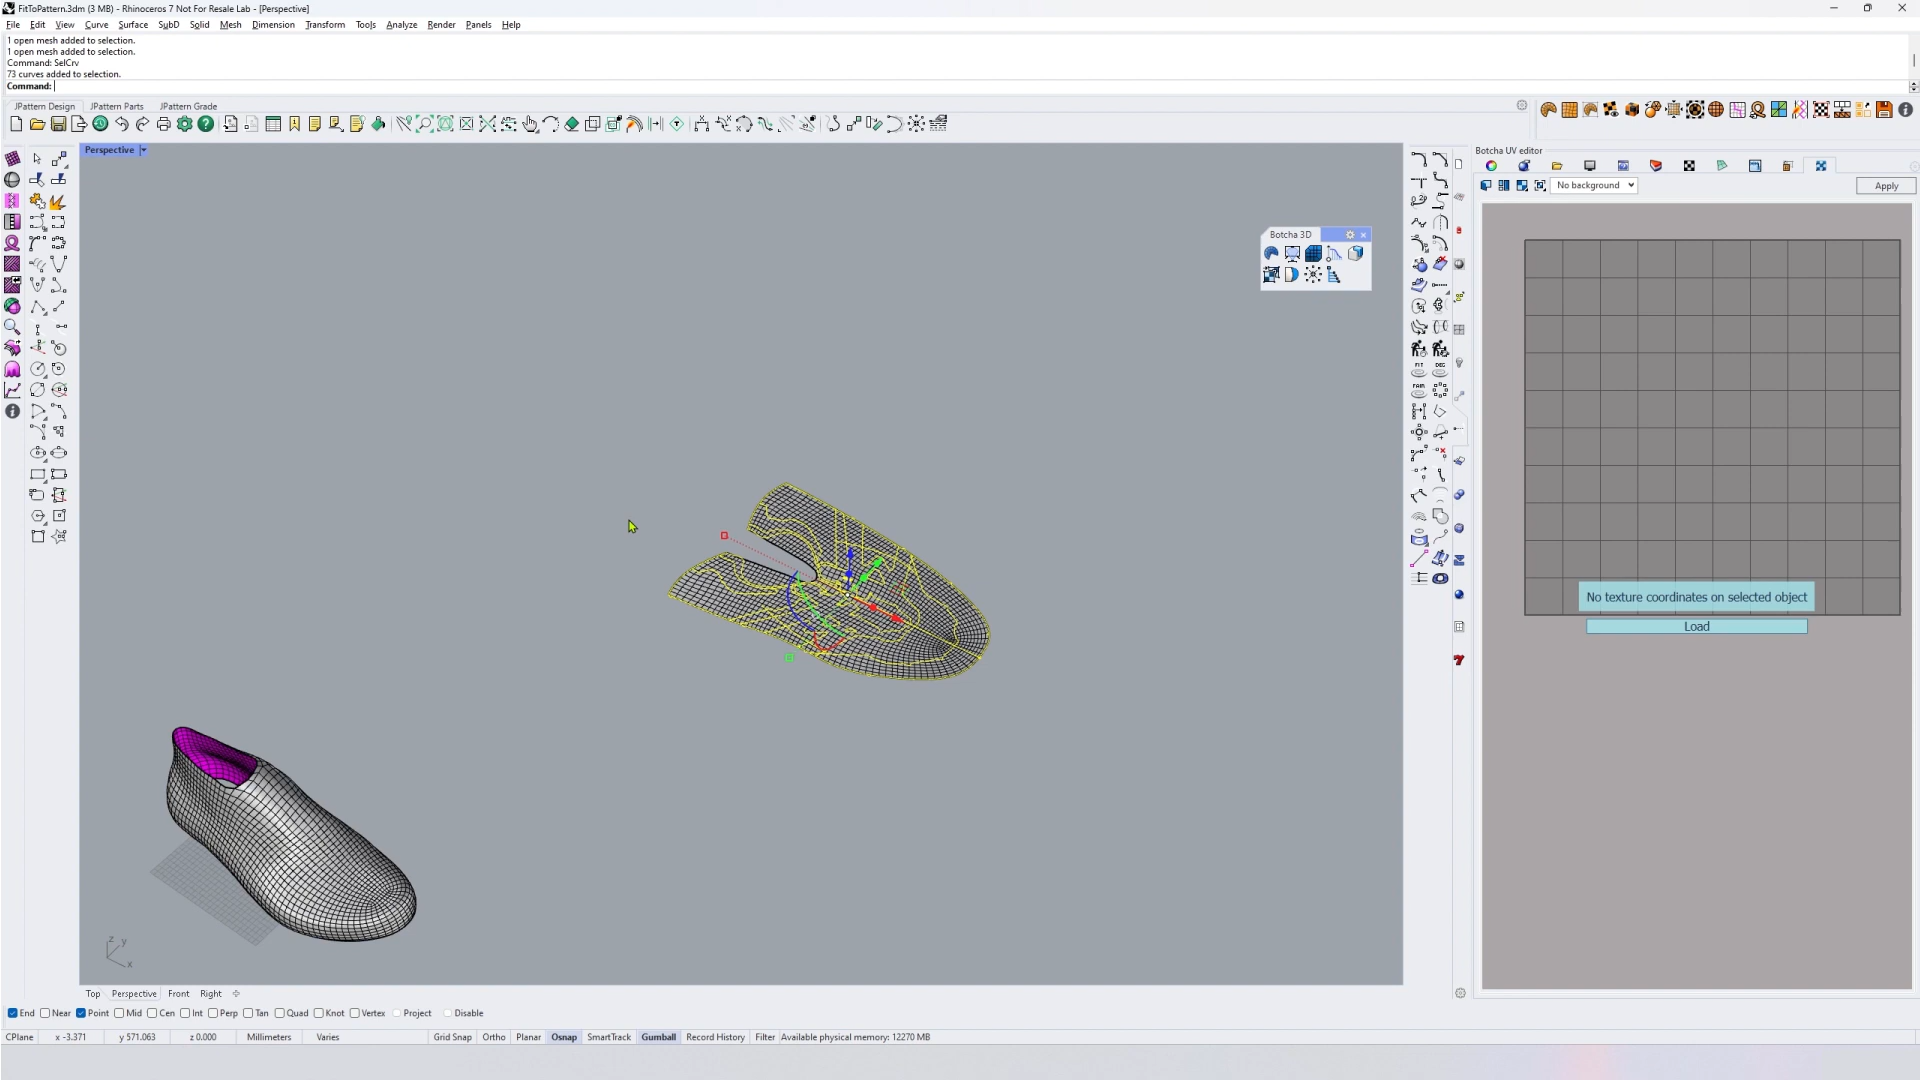 FitToPattern.3dm (3 MB) - Rhinoceros 7 Not For Resale Lab - [Perspective]
File Edit View Curve Surface SubD Solid Mesh Dimension Transform Tools Analyze Render Panels Help
1 open mesh added to selection.
1 open mesh added to selection.
Command: SelCrv
73 curves added to selection.
Command:
JPattern Design JPattern Parts JPattern Grade
Perspective
Botcha UV editor
No background
Apply
Botcha 3D
No texture coordinates on selected object
Load
FIT DEG
FAIR
z y
x
Top Perspective Front Right
End Near Point Mid Cen Int Perp Tan Quad Knot Vertex Project Disable
CPlane x -3.371 y 571.063 z 0.000 Millimeters Varies Grid Snap Ortho Planar Osnap SmartTrack Gumball Record History Filter Available physical memory: 12270 MB